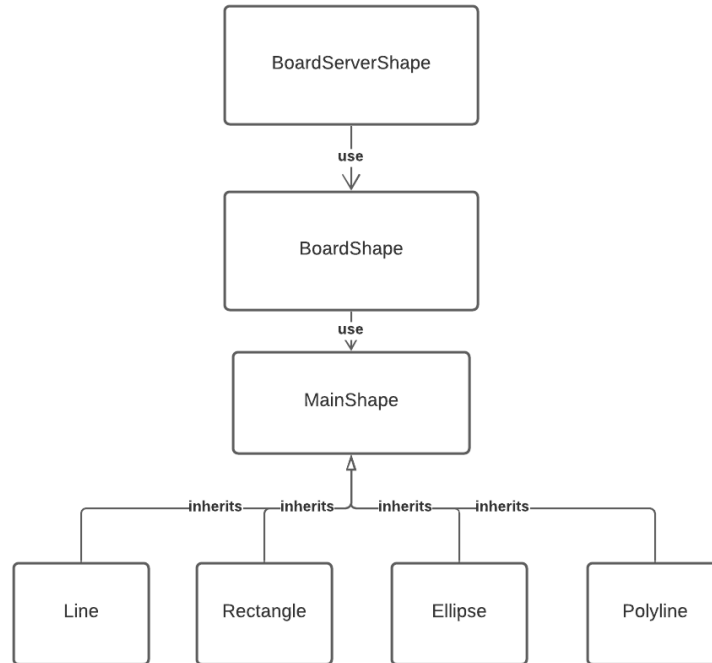 BoardServerShape
use
BoardShape
use
MainShape
inherits inherits inherits inherits
Line Rectangle Ellipse Polyline